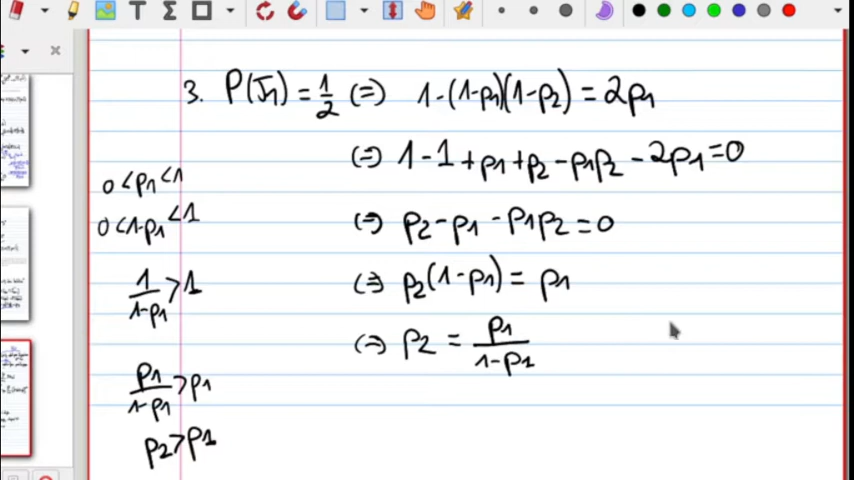 3. P(J1) = 1/2 (=) 1-(1-p1)(1-p2) = 2p1
(=) 1-1+p1+p2-p1p2-2p1=0
(=) p2-p1-p1p2=0
(=) p2(1-p1) = p1
(=) p2 = p1/(1-p1)
0<p1<1
0<1-p1<1
1/(1-p1) > 1
p1/(1-p1) > p1
p2>p1